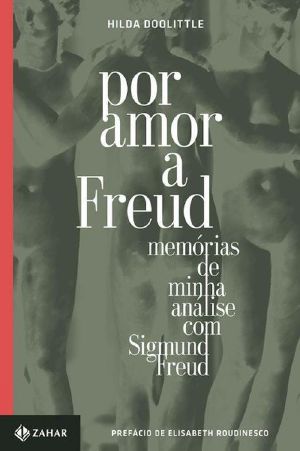 HILDA DOOLITTLE
por
amor
a
Freud
memórias
de
minha
análise
com
Sigmund
Freud
ZAHAR
PREFÁCIO DE ELISABETH ROUDINESCO